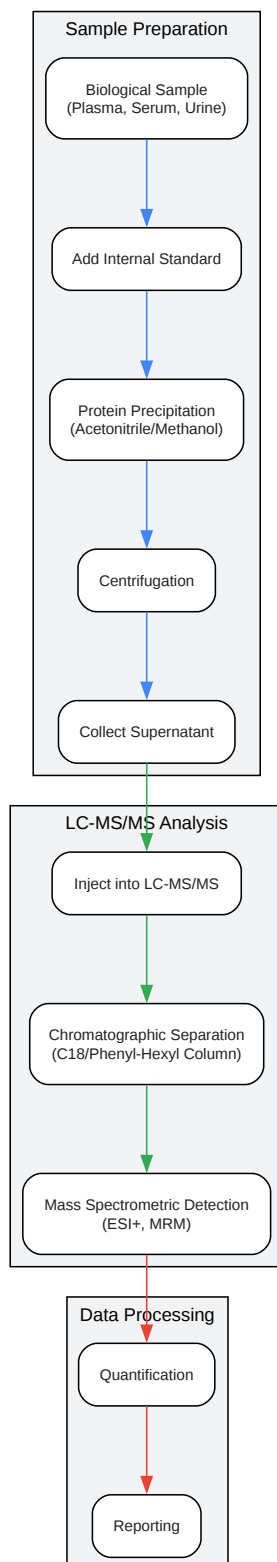 Sample Preparation
Biological Sample
(Plasma, Serum, Urine)
Add Internal Standard
Protein Precipitation
(Acetonitrile/Methanol)
Centrifugation
Collect Supernatant
LC-MS/MS Analysis
Inject into LC-MS/MS
Chromatographic Separation
(C18/Phenyl-Hexyl Column)
Mass Spectrometric Detection
(ESI+, MRM)
Data Processing
Quantification
Reporting